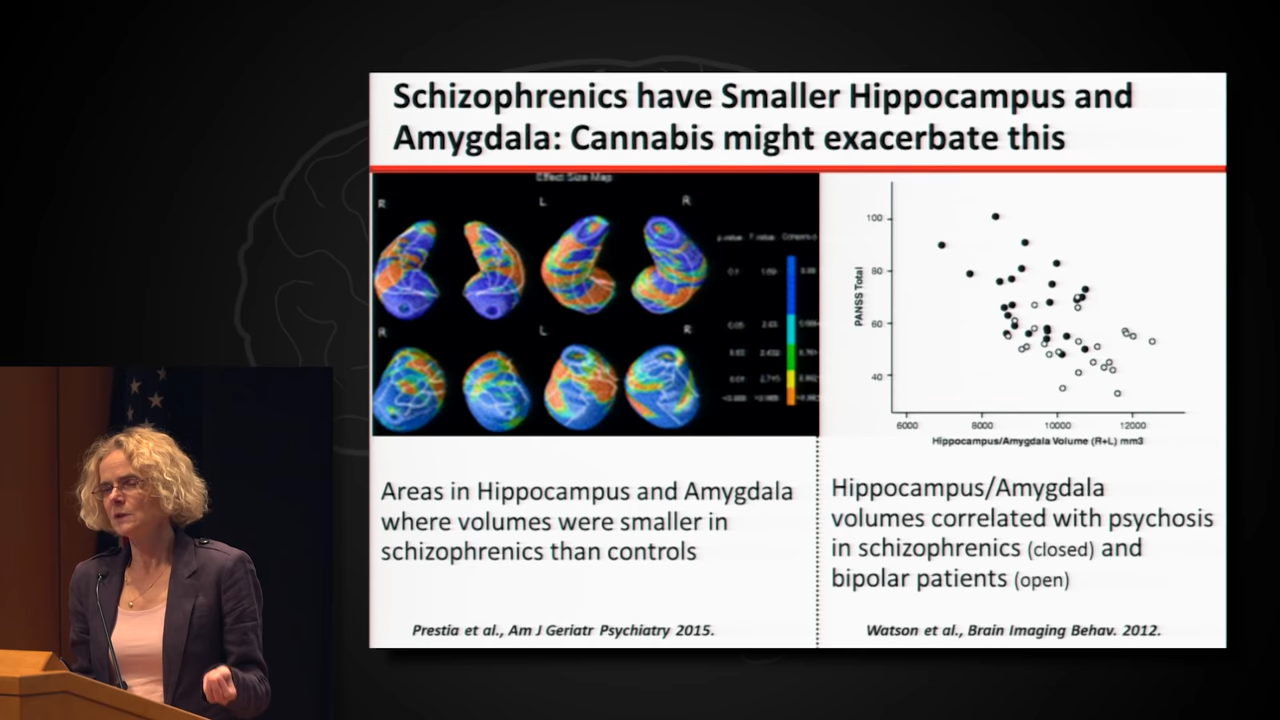 Schizophrenics have Smaller Hippocampus and
Amygdala: Cannabis might exacerbate this
Effect Size Map
R
L
R
R
L
R
100
80
60
40
PANSS Total
6000
8000
10000
12000
Hippocampus/Amygdala Volume (R+L) mm3
Areas in Hippocampus and Amygdala
where volumes were smaller in
schizophrenics than controls
Prestia et al., Am J Geriatr Psychiatry 2015.
Hippocampus/Amygdala
volumes correlated with psychosis
in schizophrenics (closed) and
bipolar patients (open)
Watson et al., Brain Imaging Behav. 2012.